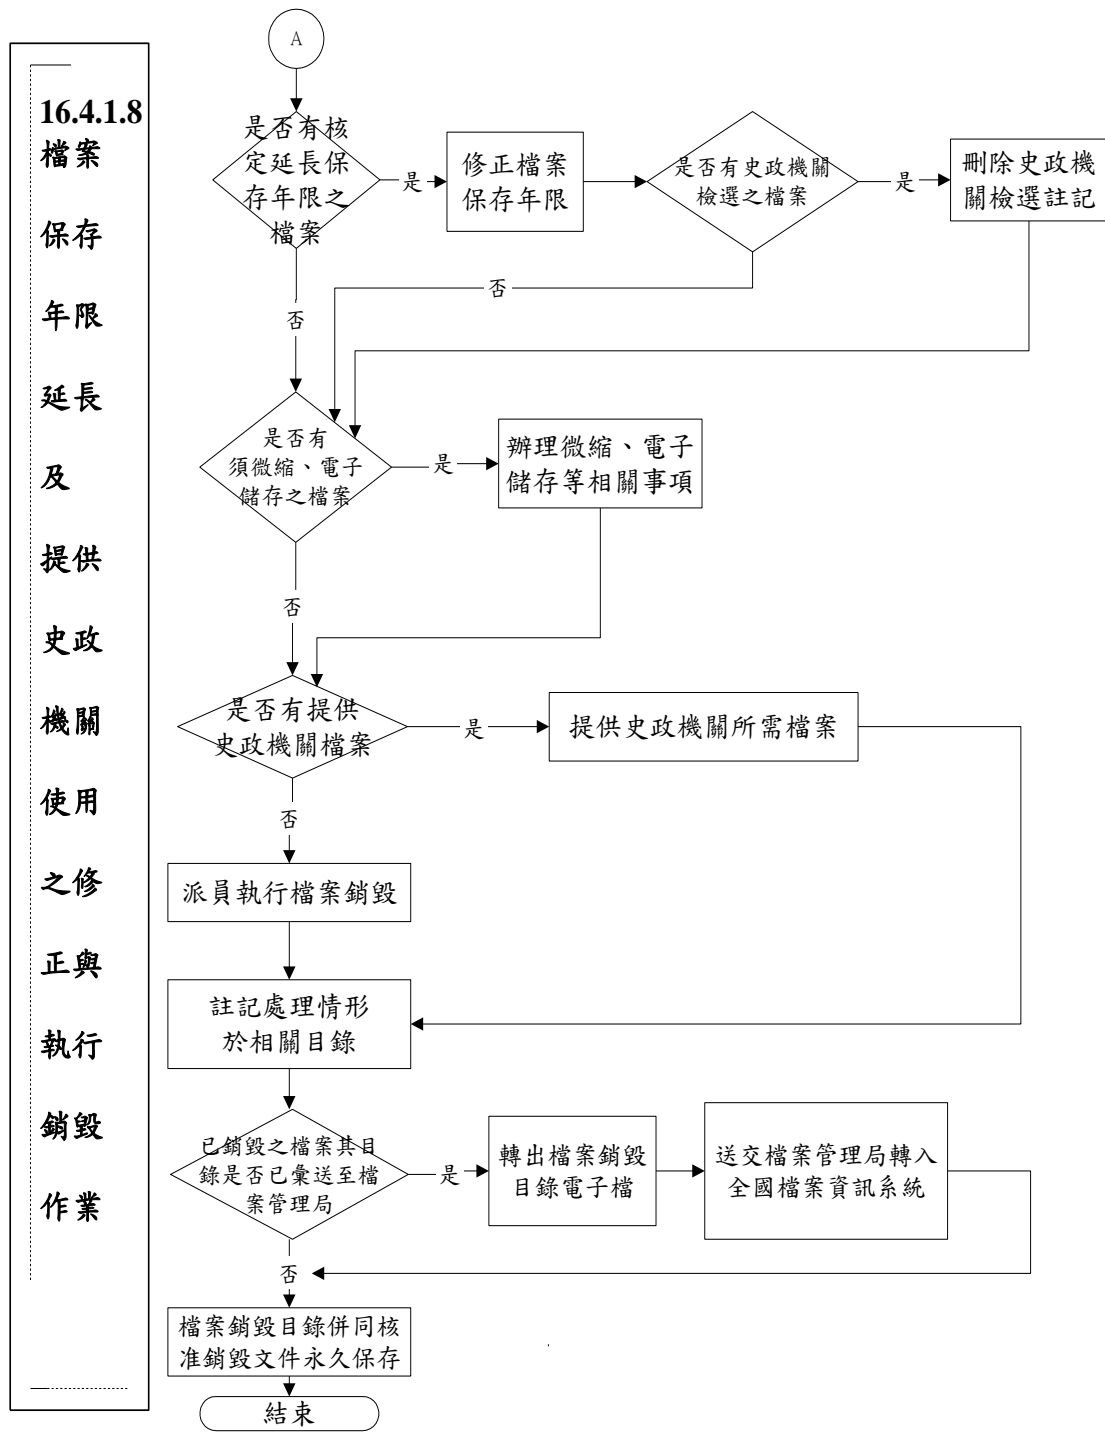 16.4.1.8
檔案
保存
年限
延長
及
提供
史政
機關
使用
之修
正與
執行
銷毀
作業
A
是否有核
定延長保
存年限之
檔案
是
修正檔案
保存年限
是否有史政機關
檢選之檔案
是
刪除史政機
關檢選註記
否
否
是否有
須微縮、電子
儲存之檔案
是
辦理微縮、電子
儲存等相關事項
否
是否有提供
史政機關檔案
是
提供史政機關所需檔案
否
派員執行檔案銷毀
註記處理情形
於相關目錄
已銷毀之檔案其目
錄是否已彙送至檔
案管理局
是
轉出檔案銷毀
目錄電子檔
送交檔案管理局轉入
全國檔案資訊系統
否
檔案銷毀目錄併同核
准銷毀文件永久保存
結束